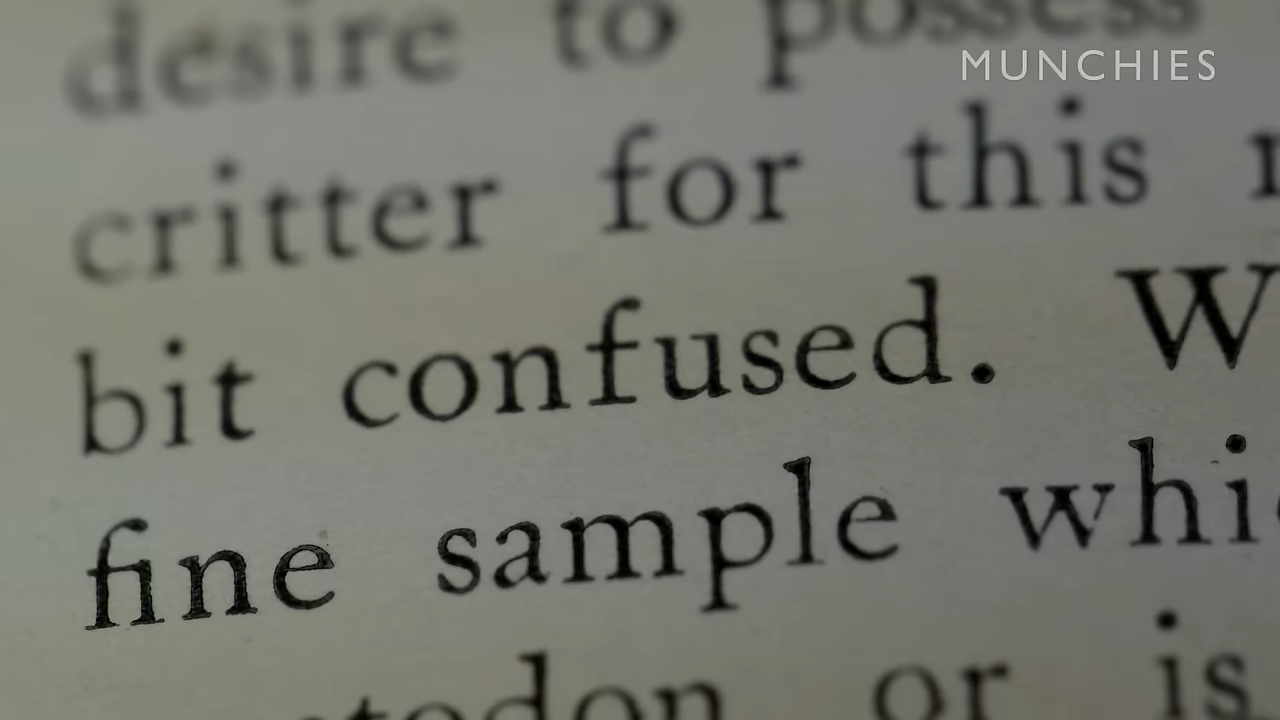 MUNCHIES
desire to possess
critter for this
bit confused. W
fine sample whi
or is